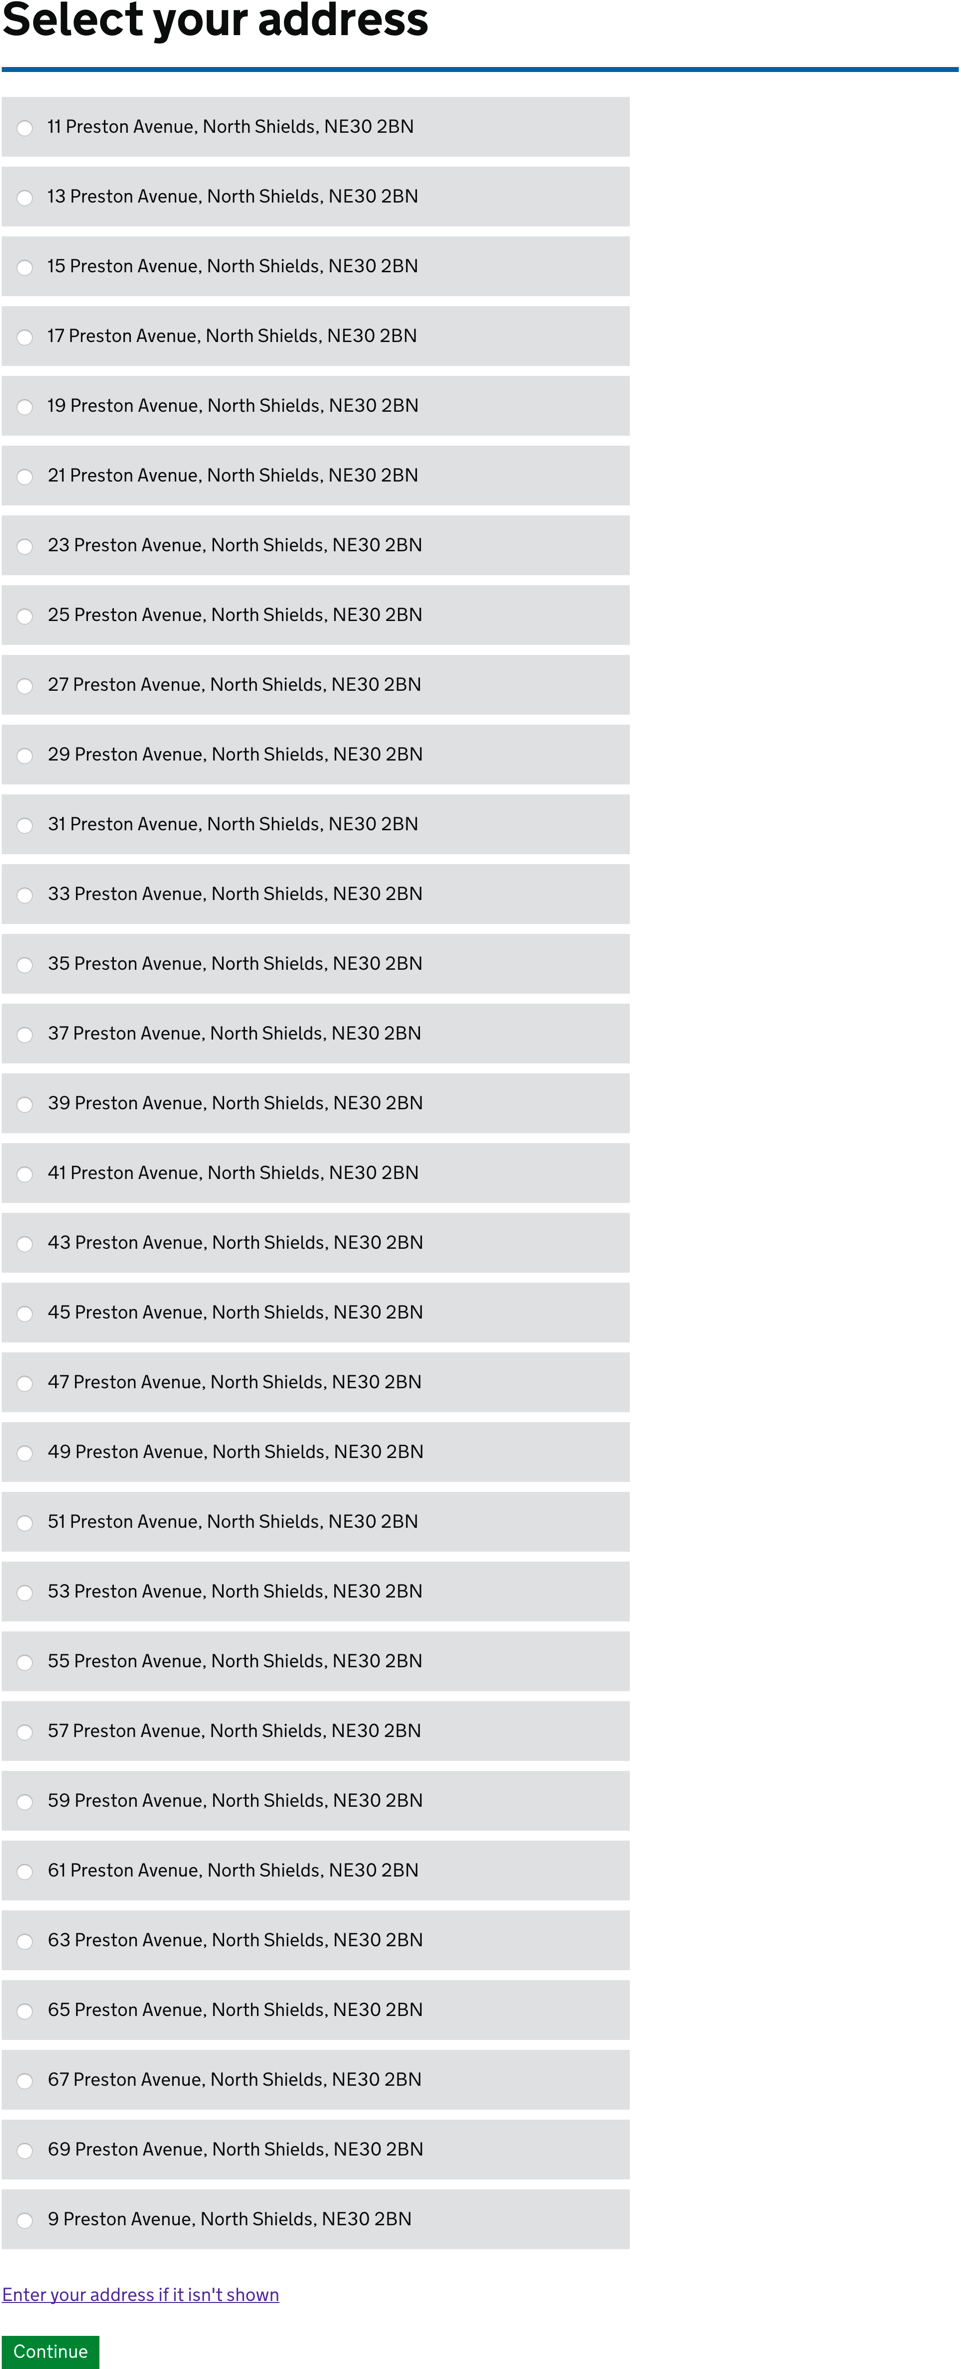 Select your address
11 Preston Avenue, North Shields, NE30 2BN
13 Preston Avenue, North Shields, NE30 2BN
15 Preston Avenue, North Shields, NE30 2BN
17 Preston Avenue, North Shields, NE30 2BN
19 Preston Avenue, North Shields, NE30 2BN
21 Preston Avenue, North Shields, NE30 2BN
23 Preston Avenue, North Shields, NE30 2BN
25 Preston Avenue, North Shields, NE30 2BN
27 Preston Avenue, North Shields, NE30 2BN
29 Preston Avenue, North Shields, NE30 2BN
31 Preston Avenue, North Shields, NE30 2BN
33 Preston Avenue, North Shields, NE30 2BN
35 Preston Avenue, North Shields, NE30 2BN
37 Preston Avenue, North Shields, NE30 2BN
39 Preston Avenue, North Shields, NE30 2BN
41 Preston Avenue, North Shields, NE30 2BN
43 Preston Avenue, North Shields, NE30 2BN
45 Preston Avenue, North Shields, NE30 2BN
47 Preston Avenue, North Shields, NE30 2BN
49 Preston Avenue, North Shields, NE30 2BN
51 Preston Avenue, North Shields, NE30 2BN
53 Preston Avenue, North Shields, NE30 2BN
55 Preston Avenue, North Shields, NE30 2BN
57 Preston Avenue, North Shields, NE30 2BN
59 Preston Avenue, North Shields, NE30 2BN
61 Preston Avenue, North Shields, NE30 2BN
63 Preston Avenue, North Shields, NE30 2BN
65 Preston Avenue, North Shields, NE30 2BN
67 Preston Avenue, North Shields, NE30 2BN
69 Preston Avenue, North Shields, NE30 2BN
9 Preston Avenue, North Shields, NE30 2BN
Enter your address if it isn't shown
Continue